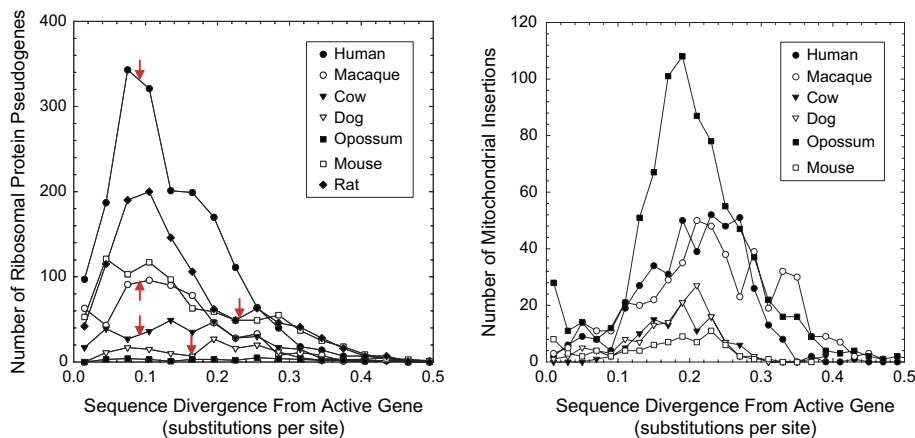 Number of Ribosomal Protein Pseudogenes
400
300
200
100
0
Human
Macaque
Cow
Dog
Opossum
Mouse
Rat
0.0 0.1 0.2 0.3 0.4 0.5
Sequence Divergence From Active Gene
(substitutions per site)
Number of Mitochondrial Insertions
120
100
80
60
40
20
0
Human
Macaque
Cow
Dog
Opossum
Mouse
0.0 0.1 0.2 0.3 0.4 0.5
Sequence Divergence From Active Gene
(substitutions per site)